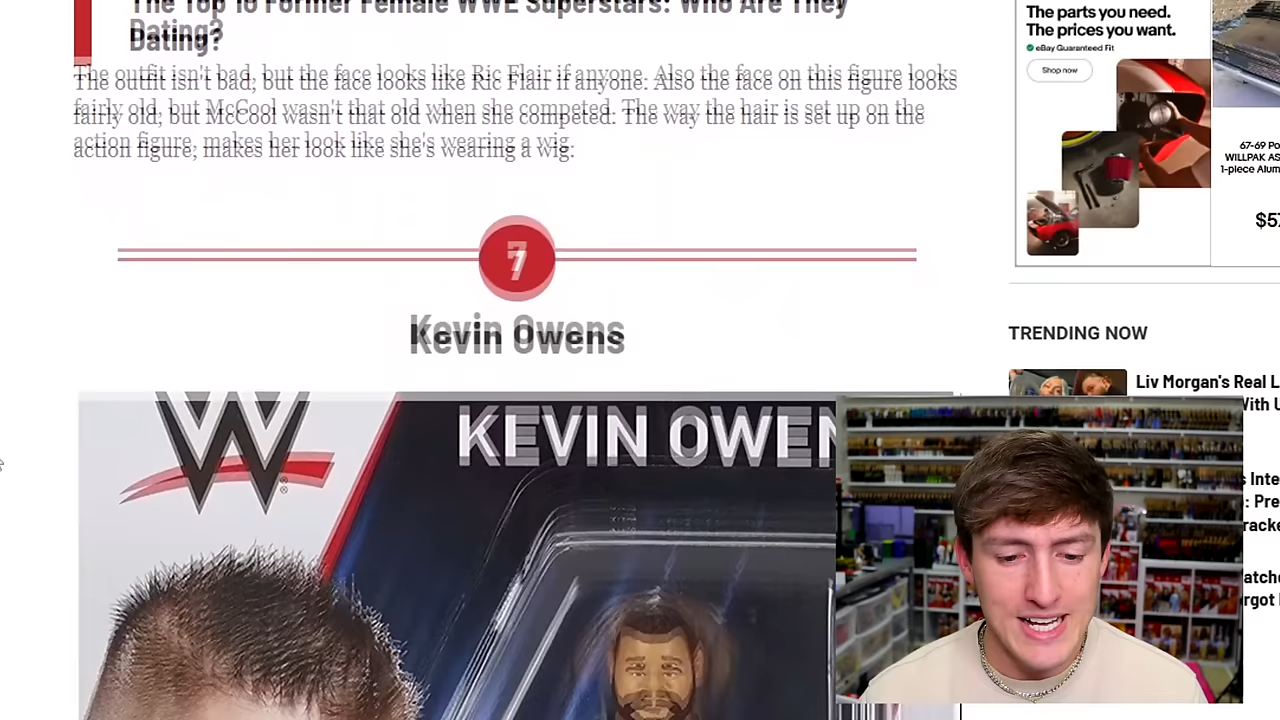 The Top 10 Former Female WWE Superstars: Who Are They
Dating?
The outfit isn't bad, but the face looks like Ric Flair if anyone. Also the face on this figure looks
fairly old, but McCool wasn't that old when she competed. The way the hair is set up on the
action figure, makes her look like she's wearing a wig.
7
Kevin Owens
W
KEVIN OWEN
The parts you need.
The prices you want.
eBay Guaranteed Fit
Shop now
67-69 Po
WILLPAK AS
1-piece Alum
$57
TRENDING NOW
Liv Morgan's Real L
With U
s Inte
: Pre
racke
atche
rgot